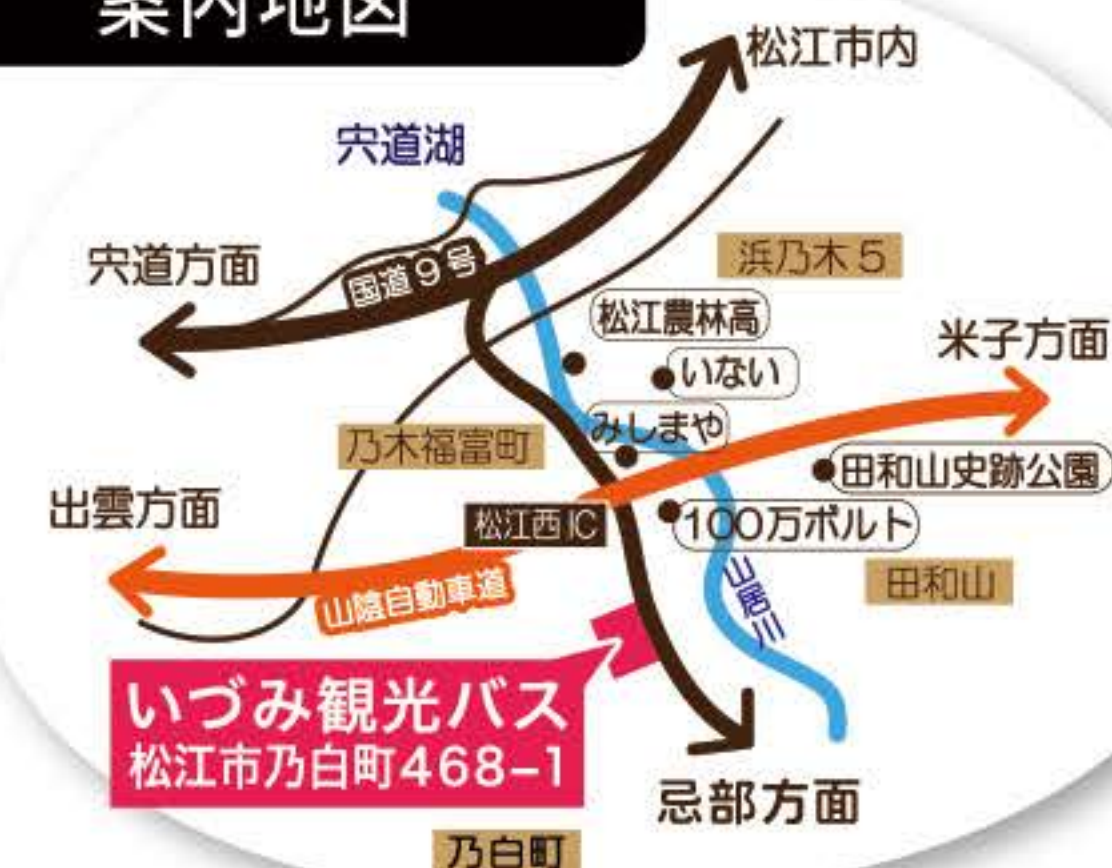 案内地図
松江市内
宍道湖
宍道方面
国道9号
浜乃木5
松江農林高
いない
米子方面
みしまや
乃木福富町
田和山史跡公園
出雲方面
松江西IC
100万ボルト
田和山
山居川
山陰自動車道
いづみ観光バス
松江市乃白町468-1
忌部方面
乃白町